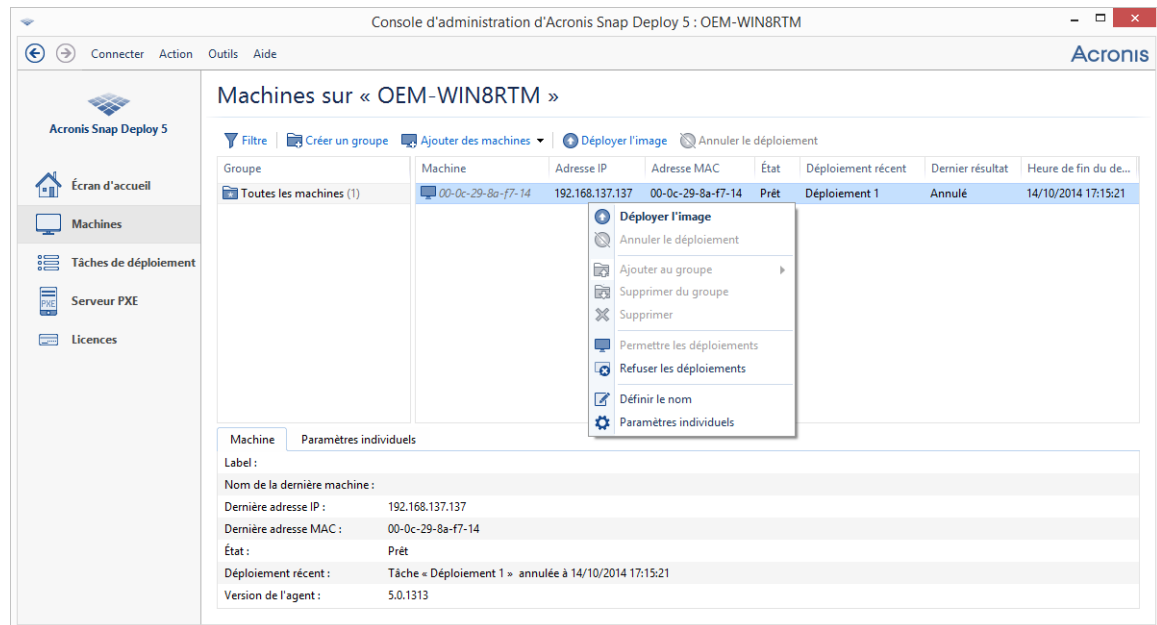 Console d'administration d'Acronis Snap Deploy 5 : OEM-WIN8RTM
Connecter Action Outils Aide
Acronis
Acronis Snap Deploy 5
Écran d'accueil
Machines
Tâches de déploiement
PXE
Serveur PXE
Licences
Machines sur « OEM-WIN8RTM »
Filtre Créer un groupe Ajouter des machines Déployer l'image Annuler le déploiement
Groupe
Toutes les machines (1)
Machine Adresse IP Adresse MAC État Déploiement récent Dernier résultat Heure de fin du de...
00-0c-29-8a-f7-14 192.168.137.137 00-0c-29-8a-f7-14 Prêt Déploiement 1 Annulé 14/10/2014 17:15:21
Déployer l'image
Annuler le déploiement
Ajouter au groupe
Supprimer du groupe
Supprimer
Permettre les déploiements
Refuser les déploiements
Définir le nom
Paramètres individuels
Machine Paramètres individuels
Label :
Nom de la dernière machine :
Dernière adresse IP : 192.168.137.137
Dernière adresse MAC : 00-0c-29-8a-f7-14
État : Prêt
Déploiement récent : Tâche « Déploiement 1 » annulée à 14/10/2014 17:15:21
Version de l'agent : 5.0.1313